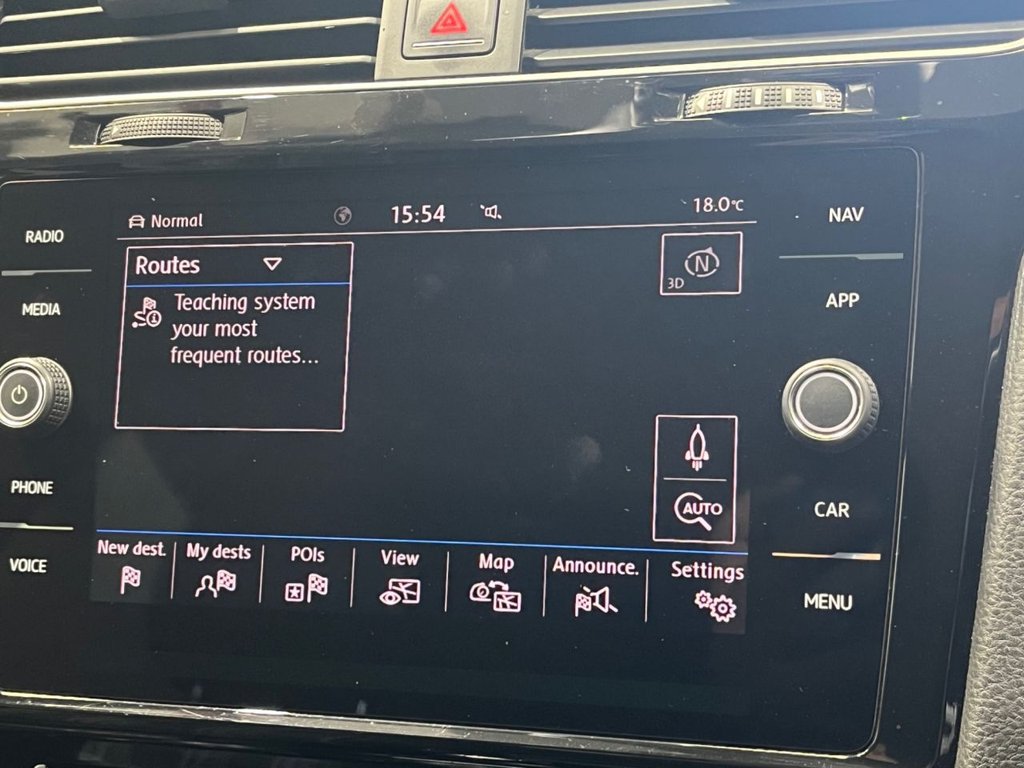 Normal 15:54 18.0°C
RADIO
MEDIA
PHONE
VOICE
Routes
Teaching system
your most
frequent routes...
N
3D
AUTO
New dest.
My dests
POIs
View
Map
Announce.
Settings
NAV
APP
CAR
MENU